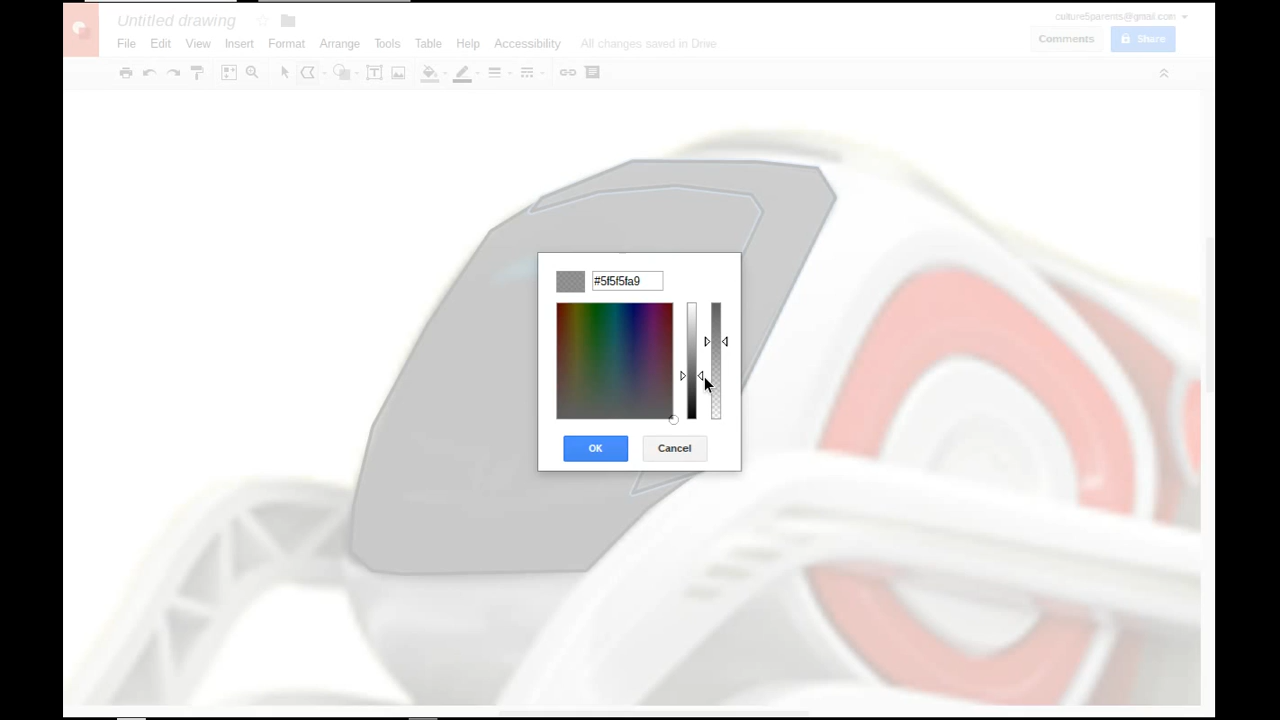 Untitled drawing
culture5parents@gmail.com
File Edit View Insert Format Arrange Tools Table Help Accessibility All changes saved in Drive
Comments Share
#5f5f5fa9
OK Cancel